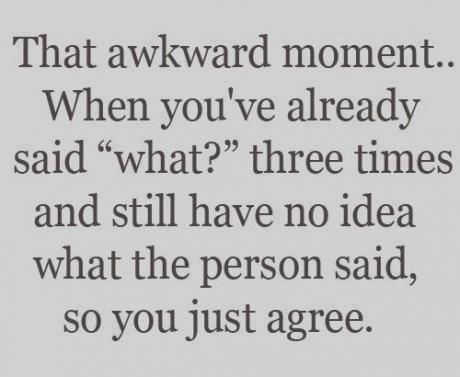 That awkward moment..
When you've already
said “what?” three times
and still have no idea
what the person said,
so you just agree.